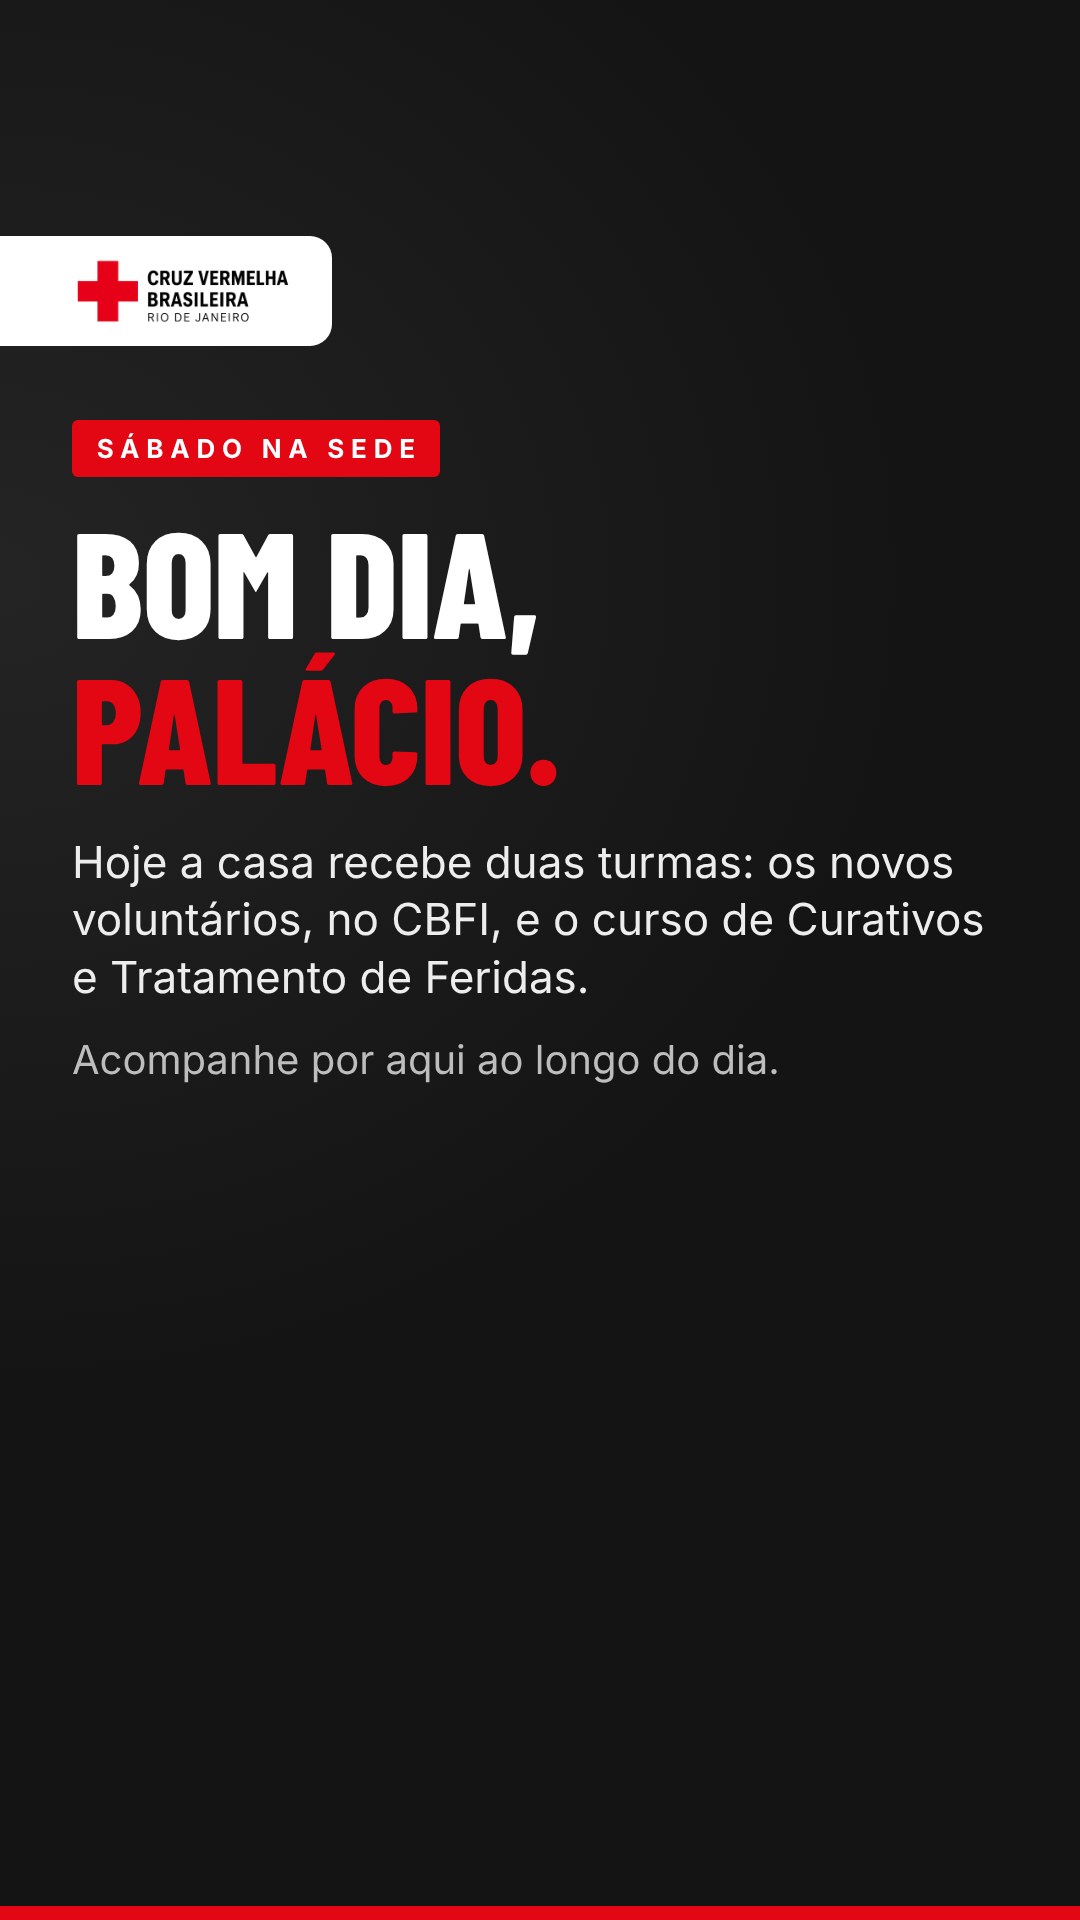 CRUZ VERMELHA
BRASILEIRA
RIO DE JANEIRO
SÁBADO NA SEDE
BOM DIA,
PALÁCIO.
Hoje a casa recebe duas turmas: os novos
voluntários, no CBFI, e o curso de Curativos
e Tratamento de Feridas.
Acompanhe por aqui ao longo do dia.